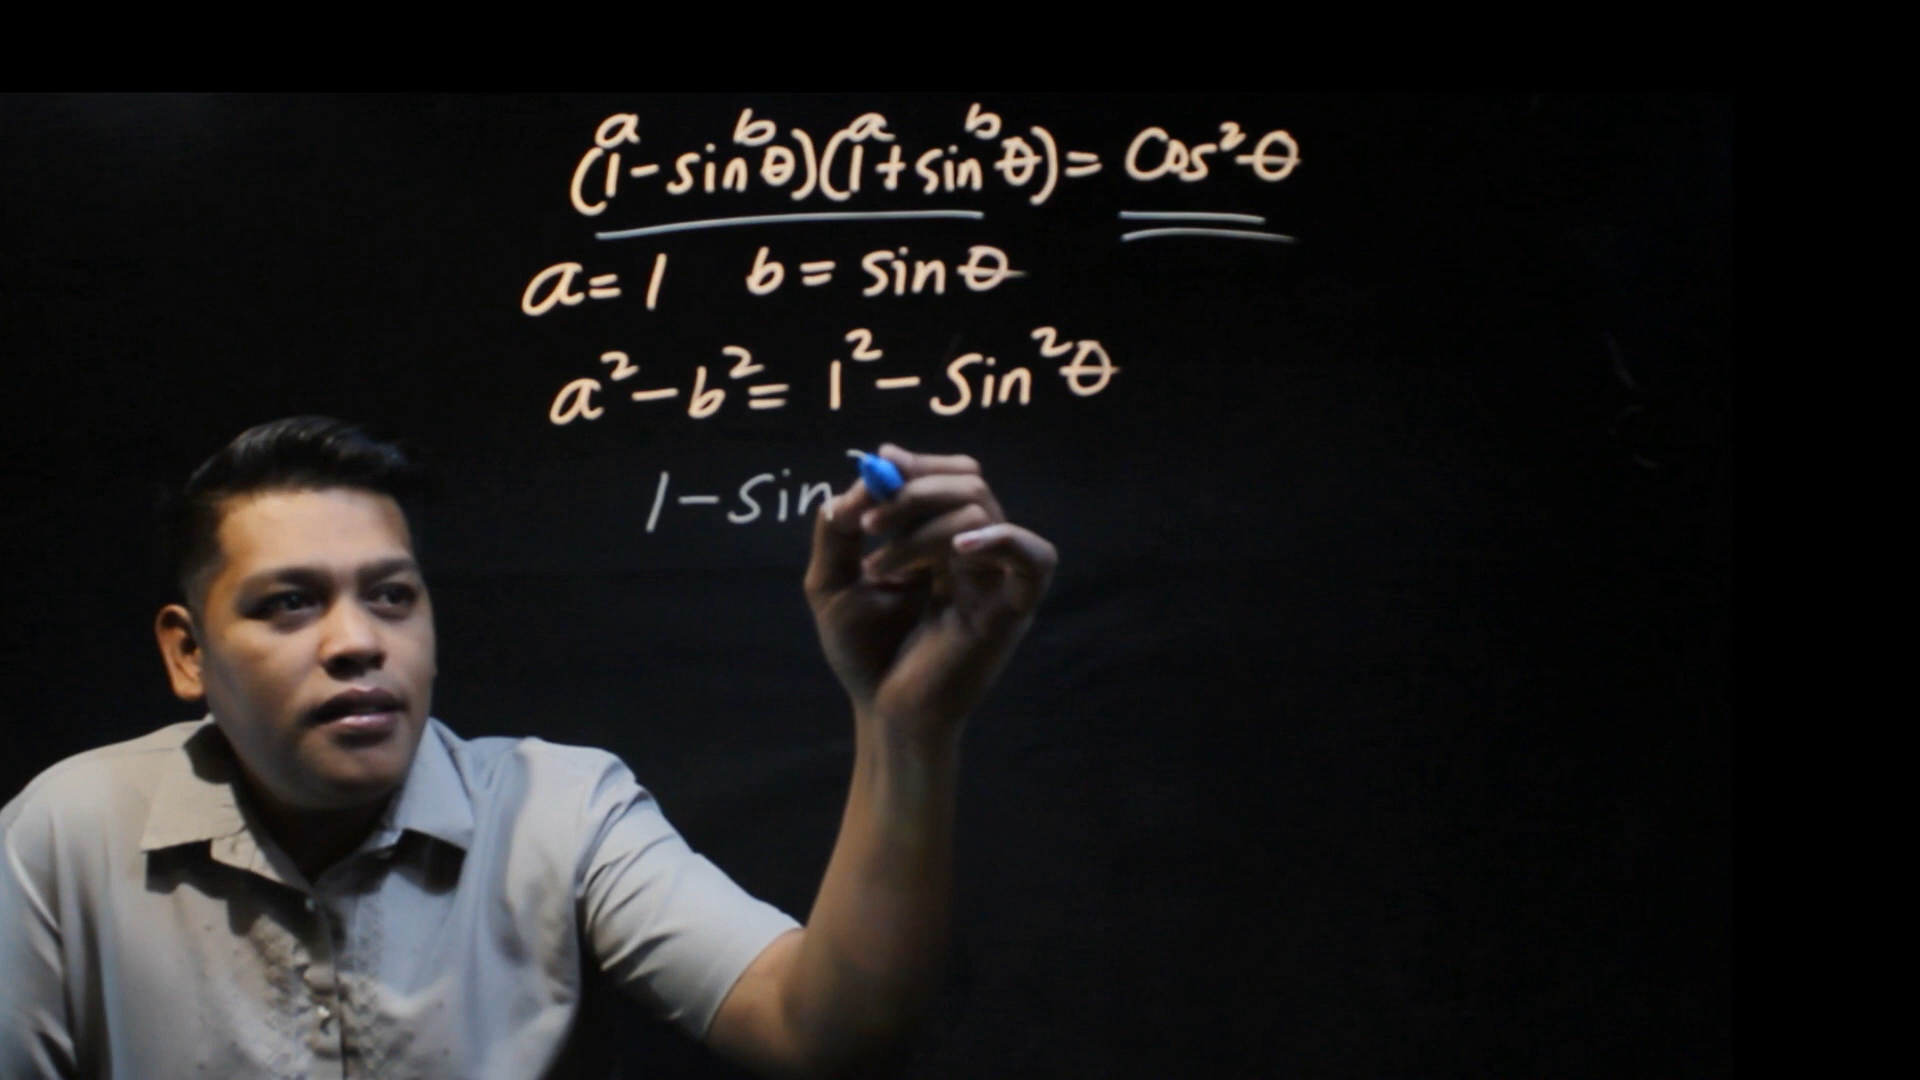 a b a b
(1-sinθ)(1+sinθ)= Cos²θ
a=1 b= sinθ
a²-b²= 1²- Sin²θ
1-Sin